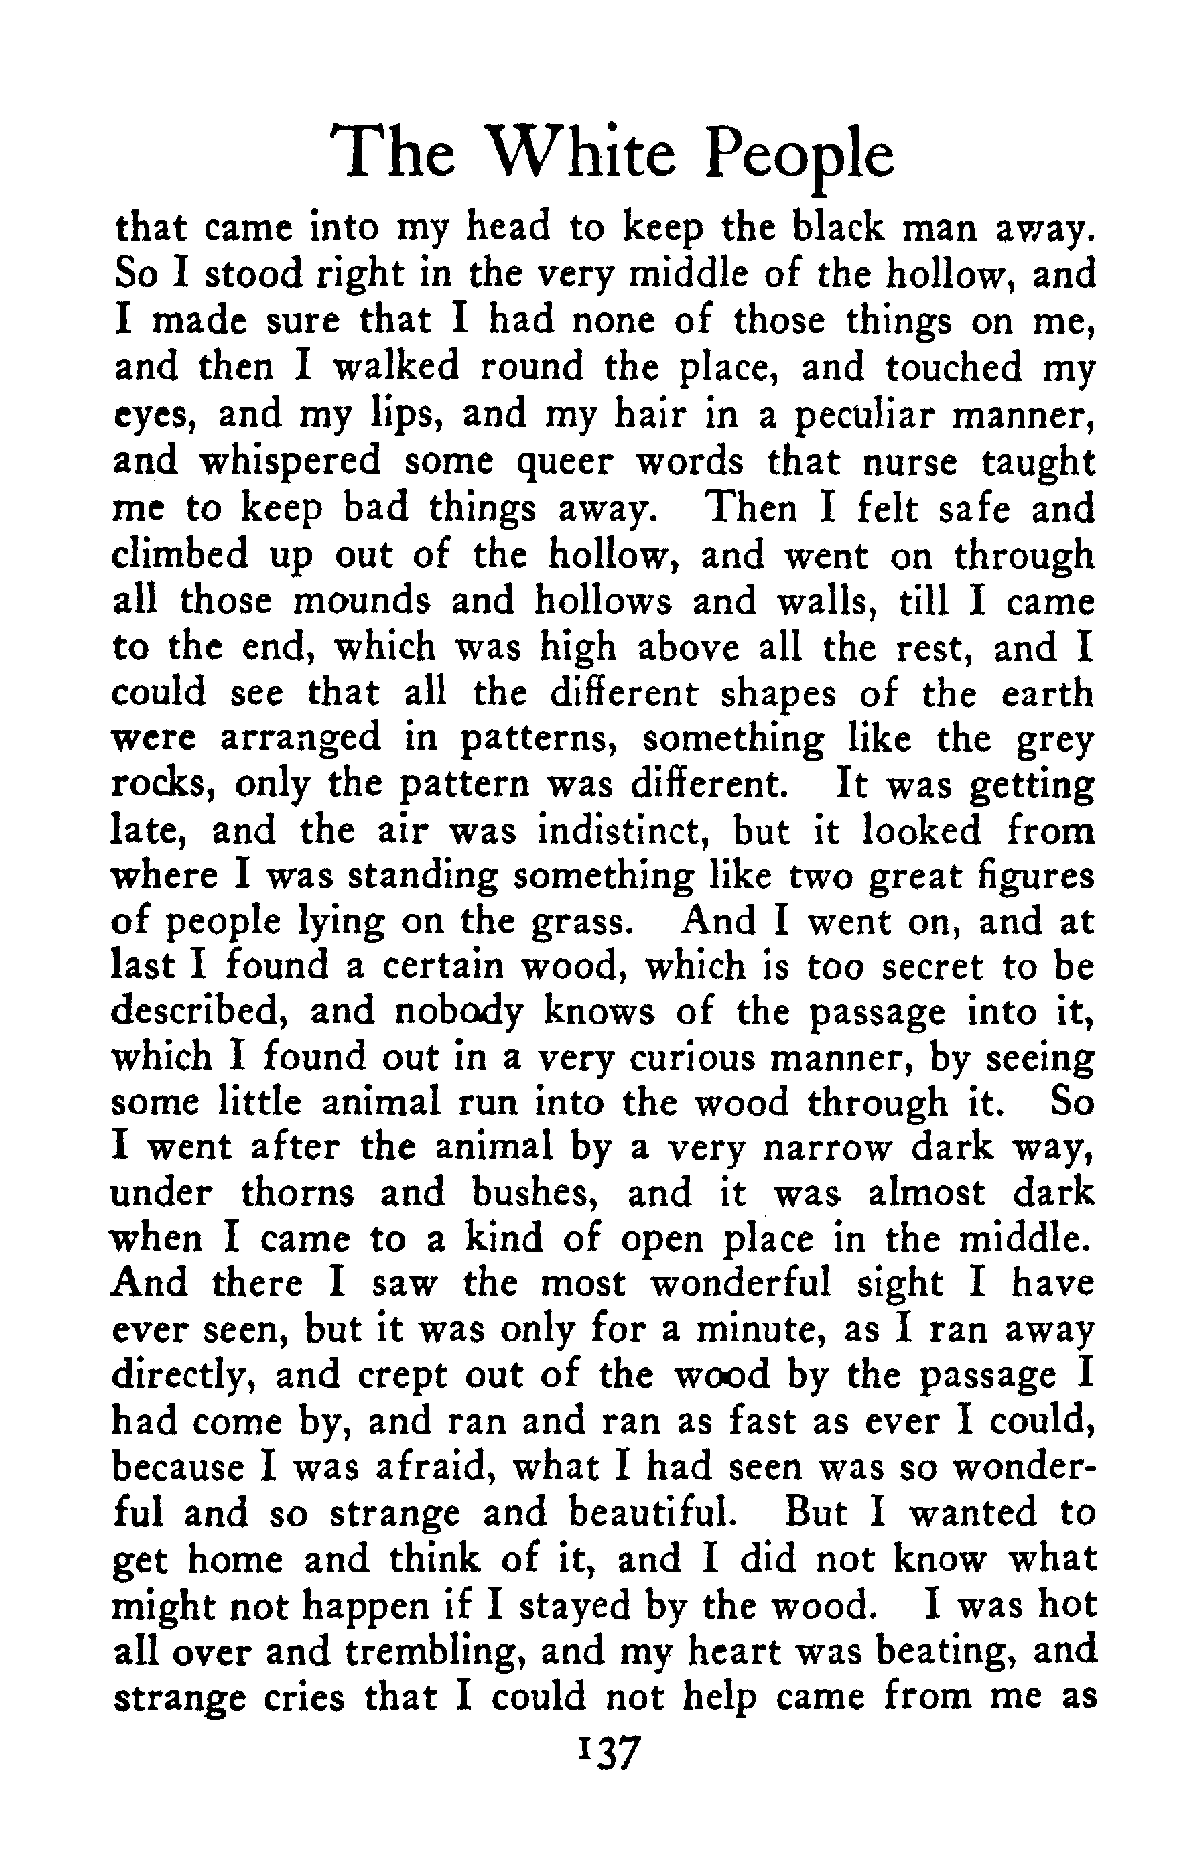 The White People
that came into my head to keep the black man away.
So I stood right in the very middle of the hollow, and
I made sure that I had none of those things on me,
and then I walked round the place, and touched my
eyes, and my lips, and my hair in a peculiar manner,
and whispered some queer words that nurse taught
me to keep bad things away. Then I felt safe and
climbed up out of the hollow, and went on through
all those mounds and hollows and walls, till I came
to the end, which was high above all the rest, and I
could see that all the different shapes of the earth
were arranged in patterns, something like the grey
rocks, only the pattern was different. It was getting
late, and the air was indistinct, but it looked from
where I was standing something like two great figures
of people lying on the grass. And I went on, and at
last I found a certain wood, which is too secret to be
described, and nobody knows of the passage into it,
which I found out in a very curious manner, by seeing
some little animal run into the wood through it. So
I went after the animal by a very narrow dark way,
under thorns and bushes, and it was almost dark
when I came to a kind of open place in the middle.
And there I saw the most wonderful sight I have
ever seen, but it was only for a minute, as I ran away
directly, and crept out of the wood by the passage I
had come by, and ran and ran as fast as ever I could,
because I was afraid, what I had seen was so wonder-
ful and so strange and beautiful. But I wanted to
get home and think of it, and I did not know what
might not happen if I stayed by the wood. I was hot
all over and trembling, and my heart was beating, and
strange cries that I could not help came from me as
137